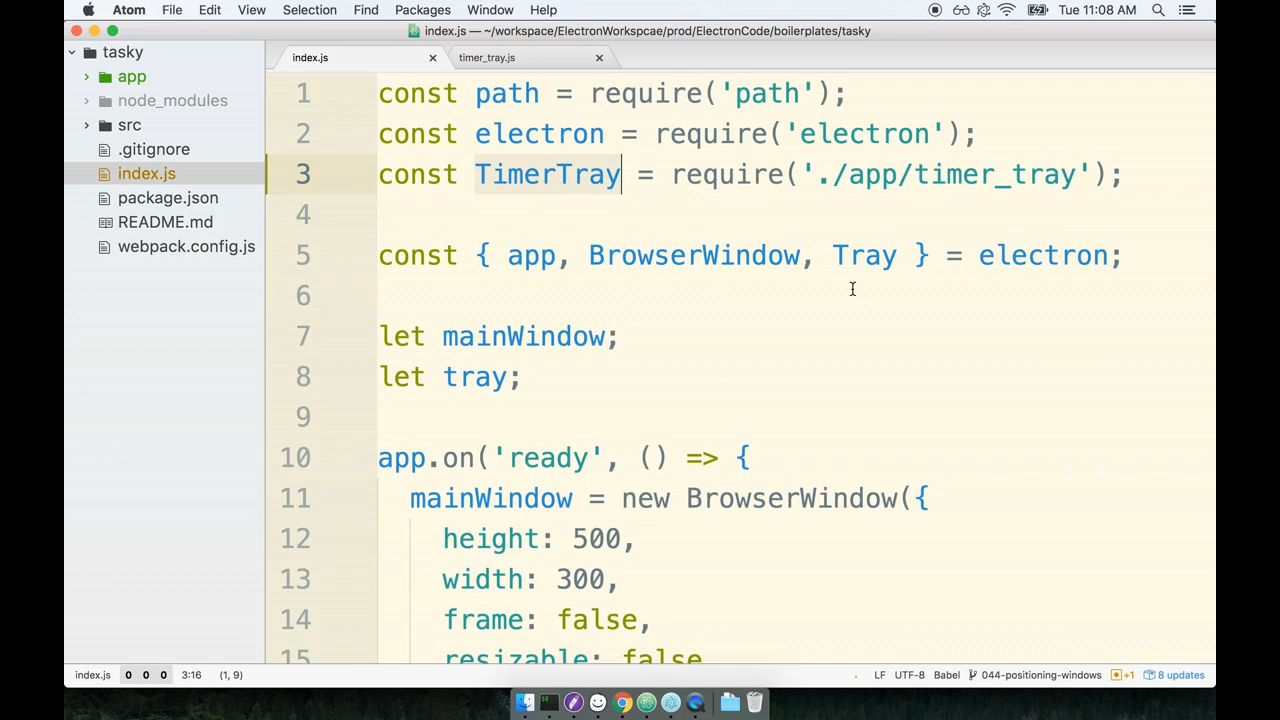 Atom File Edit View Selection Find Packages Window Help Tue 11:08 AM
index.js — ~/workspace/ElectronWorkspcae/prod/ElectronCode/boilerplates/tasky
tasky
app
node_modules
src
.gitignore
index.js
package.json
README.md
webpack.config.js
index.js timer_tray.js
1 const path = require('path');
2 const electron = require('electron');
3 const TimerTray = require('./app/timer_tray');
4
5 const { app, BrowserWindow, Tray } = electron;
6
7 let mainWindow;
8 let tray;
9
10 app.on('ready', () => {
11 mainWindow = new BrowserWindow({
12 height: 500,
13 width: 300,
14 frame: false,
15 resizable: false
index.js 0 0 0 3:16 (1, 9) LF UTF-8 Babel 044-positioning-windows +1 8 updates